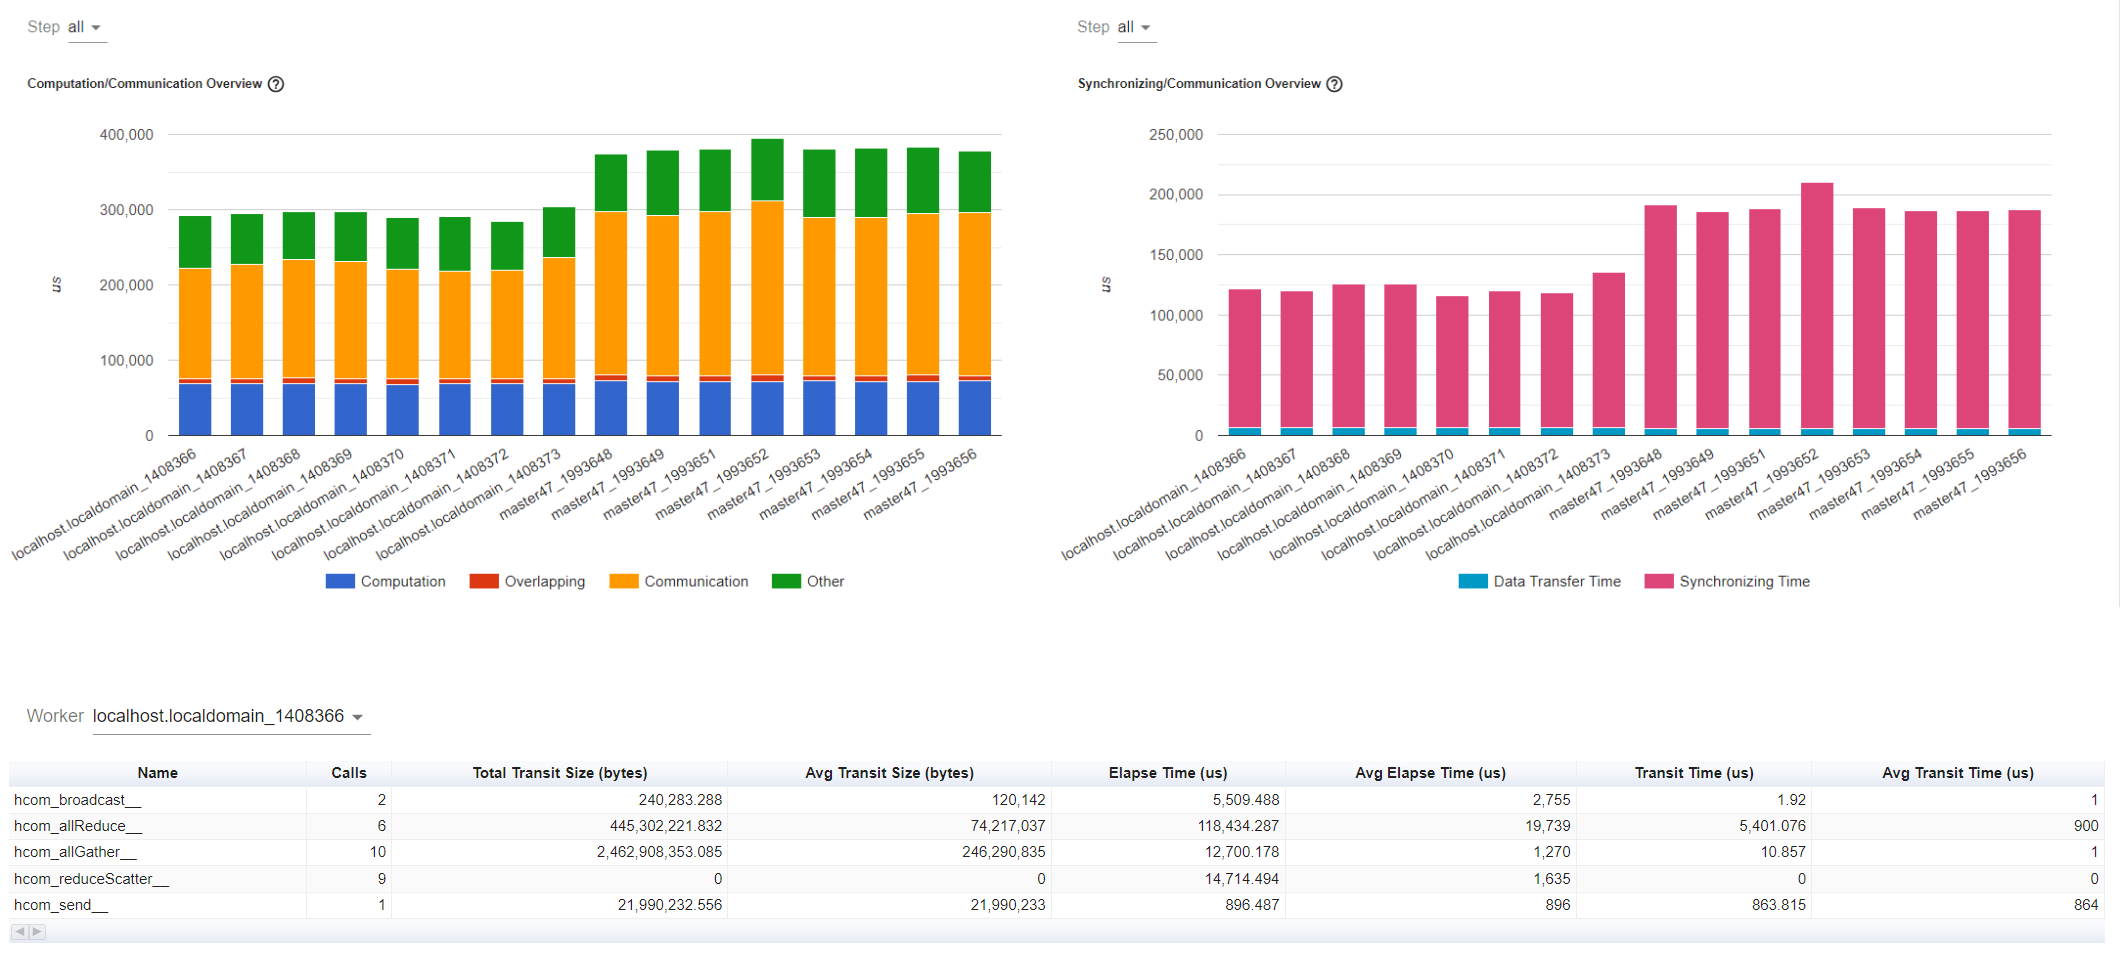 Step all
Step all
Computation/Communication Overview ?
Synchronizing/Communication Overview ?
400,000
300,000
200,000
100,000
0
us
localhost.localdomain_1408366
localhost.localdomain_1408367
localhost.localdomain_1408368
localhost.localdomain_1408369
localhost.localdomain_1408370
localhost.localdomain_1408371
localhost.localdomain_1408372
localhost.localdomain_1408373
master47_1993648
master47_1993649
master47_1993651
master47_1993652
master47_1993653
master47_1993654
master47_1993655
master47_1993656
Computation Overlapping Communication Other
250,000
200,000
150,000
100,000
50,000
0
us
localhost.localdomain_1408366
localhost.localdomain_1408367
localhost.localdomain_1408368
localhost.localdomain_1408369
localhost.localdomain_1408370
localhost.localdomain_1408371
localhost.localdomain_1408372
localhost.localdomain_1408373
master47_1993648
master47_1993649
master47_1993651
master47_1993652
master47_1993653
master47_1993654
master47_1993655
master47_1993656
Data Transfer Time Synchronizing Time
Worker localhost.localdomain_1408366
Name Calls Total Transit Size (bytes) Avg Transit Size (bytes) Elapse Time (us) Avg Elapse Time (us) Transit Time (us) Avg Transit Time (us)
hcom_broadcast__ 2 240,283.288 120,142 5,509.488 2,755 1.92 1
hcom_allReduce__ 6 445,302,221.832 74,217,037 118,434.287 19,739 5,401.076 900
hcom_allGather__ 10 2,462,908,353.085 246,290,835 12,700.178 1,270 10.857 1
hcom_reduceScatter__ 9 0 0 14,714.494 1,635 0 0
hcom_send__ 1 21,990,232.556 21,990,233 896.487 896 863.815 864